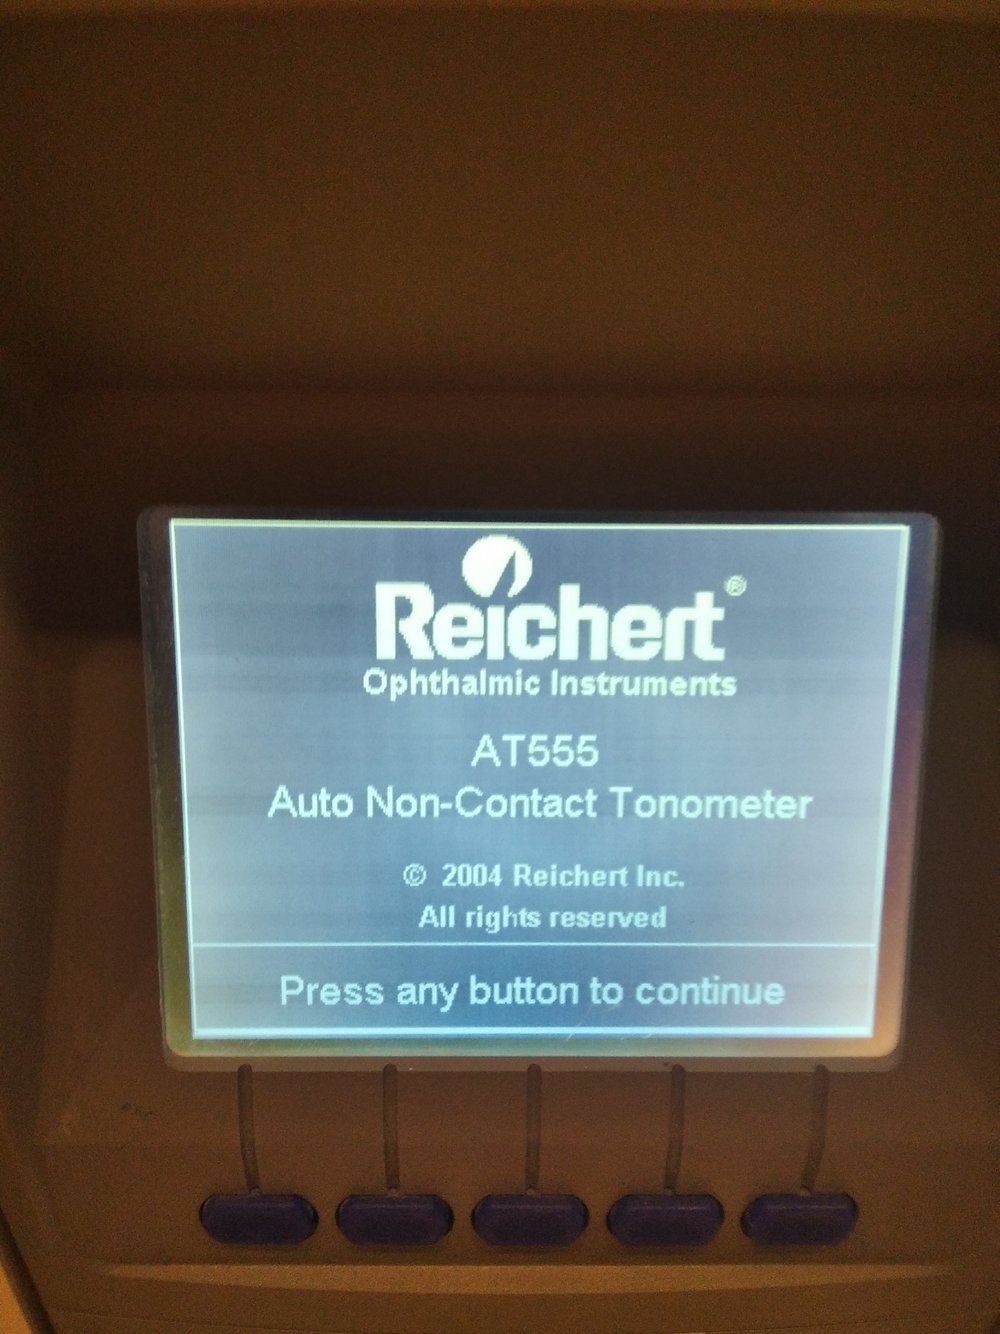 Reichert®
Ophthalmic Instruments
AT555
Auto Non-Contact Tonometer
© 2004 Reichert Inc.
All rights reserved
Press any button to continue